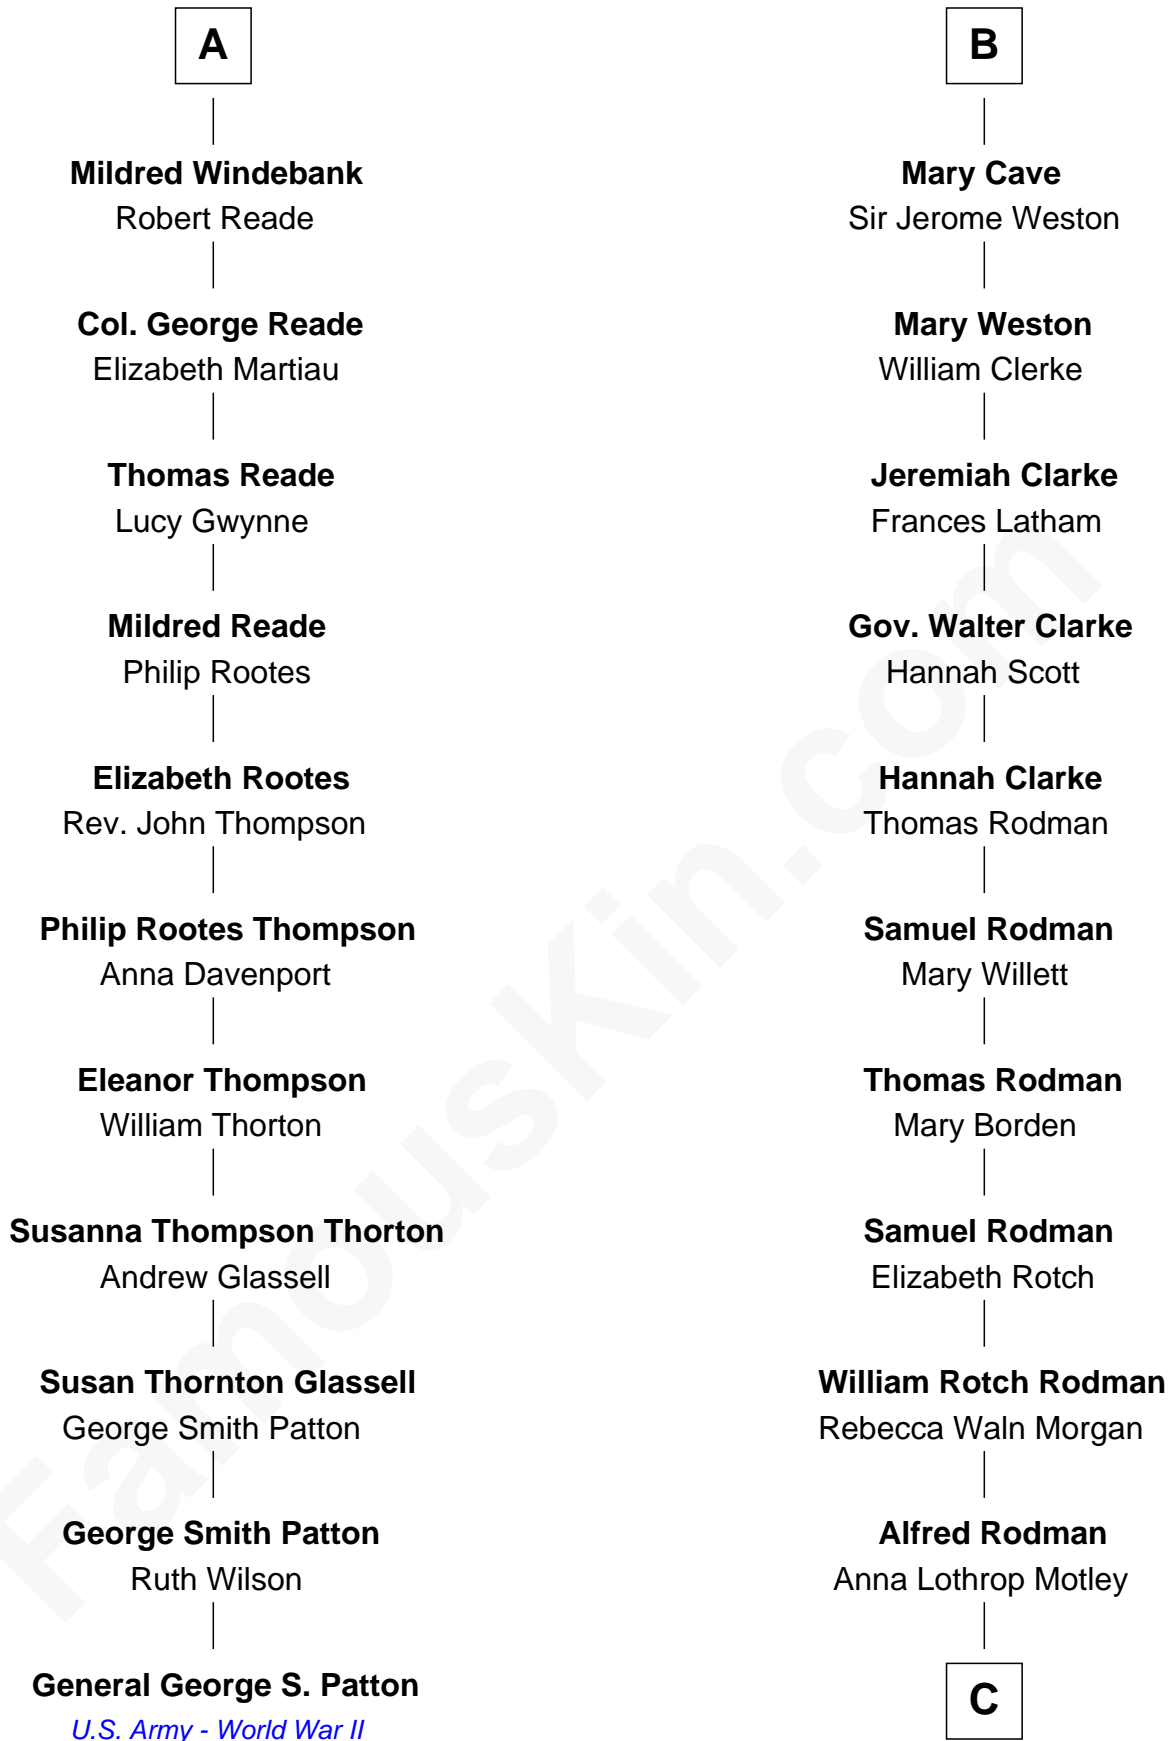 A
Mildred Windebank
Robert Reade
Col. George Reade
Elizabeth Martiau
Thomas Reade
Lucy Gwynne
Mildred Reade
Philip Rootes
Elizabeth Rootes
Rev. John Thompson
Philip Rootes Thompson
Anna Davenport
Eleanor Thompson
William Thorton
Susanna Thompson Thorton
Andrew Glassell
Susan Thornton Glassell
George Smith Patton
George Smith Patton
Ruth Wilson
General George S. Patton
U.S. Army - World War II
B
Mary Cave
Sir Jerome Weston
Mary Weston
William Clerke
Jeremiah Clarke
Frances Latham
Gov. Walter Clarke
Hannah Scott
Hannah Clarke
Thomas Rodman
Samuel Rodman
Mary Willett
Thomas Rodman
Mary Borden
Samuel Rodman
Elizabeth Rotch
William Rotch Rodman
Rebecca Waln Morgan
Alfred Rodman
Anna Lothrop Motley
C
FamousKin.com